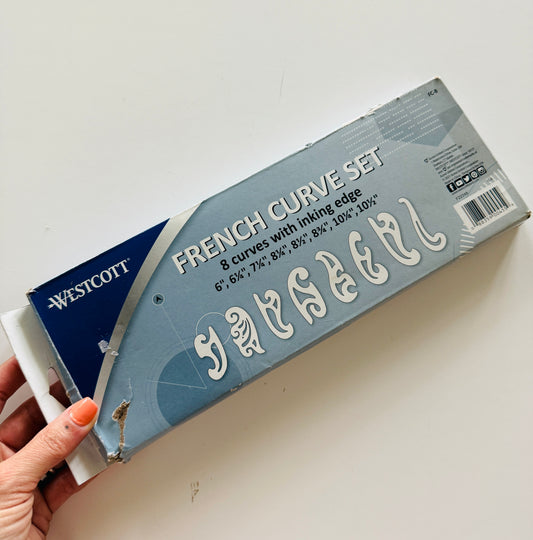 WESTCOTT
FRENCH CURVE SET
8 curves with inking edge
6", 6¼", 7¼", 8¼", 8½", 8¾", 10¼", 10½"
FC-8